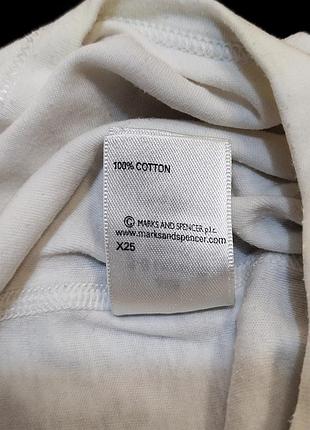 100% COTTON
© MARKS AND SPENCER p.l.c.
www.marksandspencer.com
X25